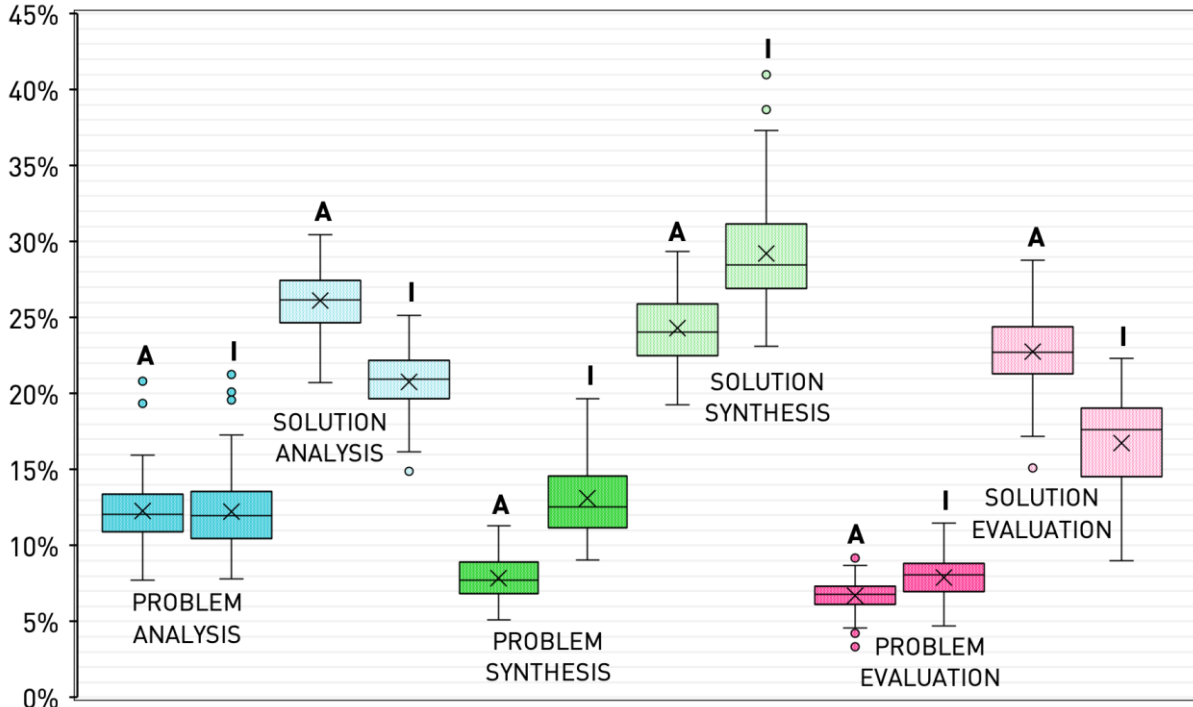 45%
40%
35%
30%
25%
20%
15%
10%
5%
0%
A
I
PROBLEM
ANALYSIS
A
I
SOLUTION
ANALYSIS
A
I
PROBLEM
SYNTHESIS
A
I
SOLUTION
SYNTHESIS
A
I
PROBLEM
EVALUATION
A
I
SOLUTION
EVALUATION